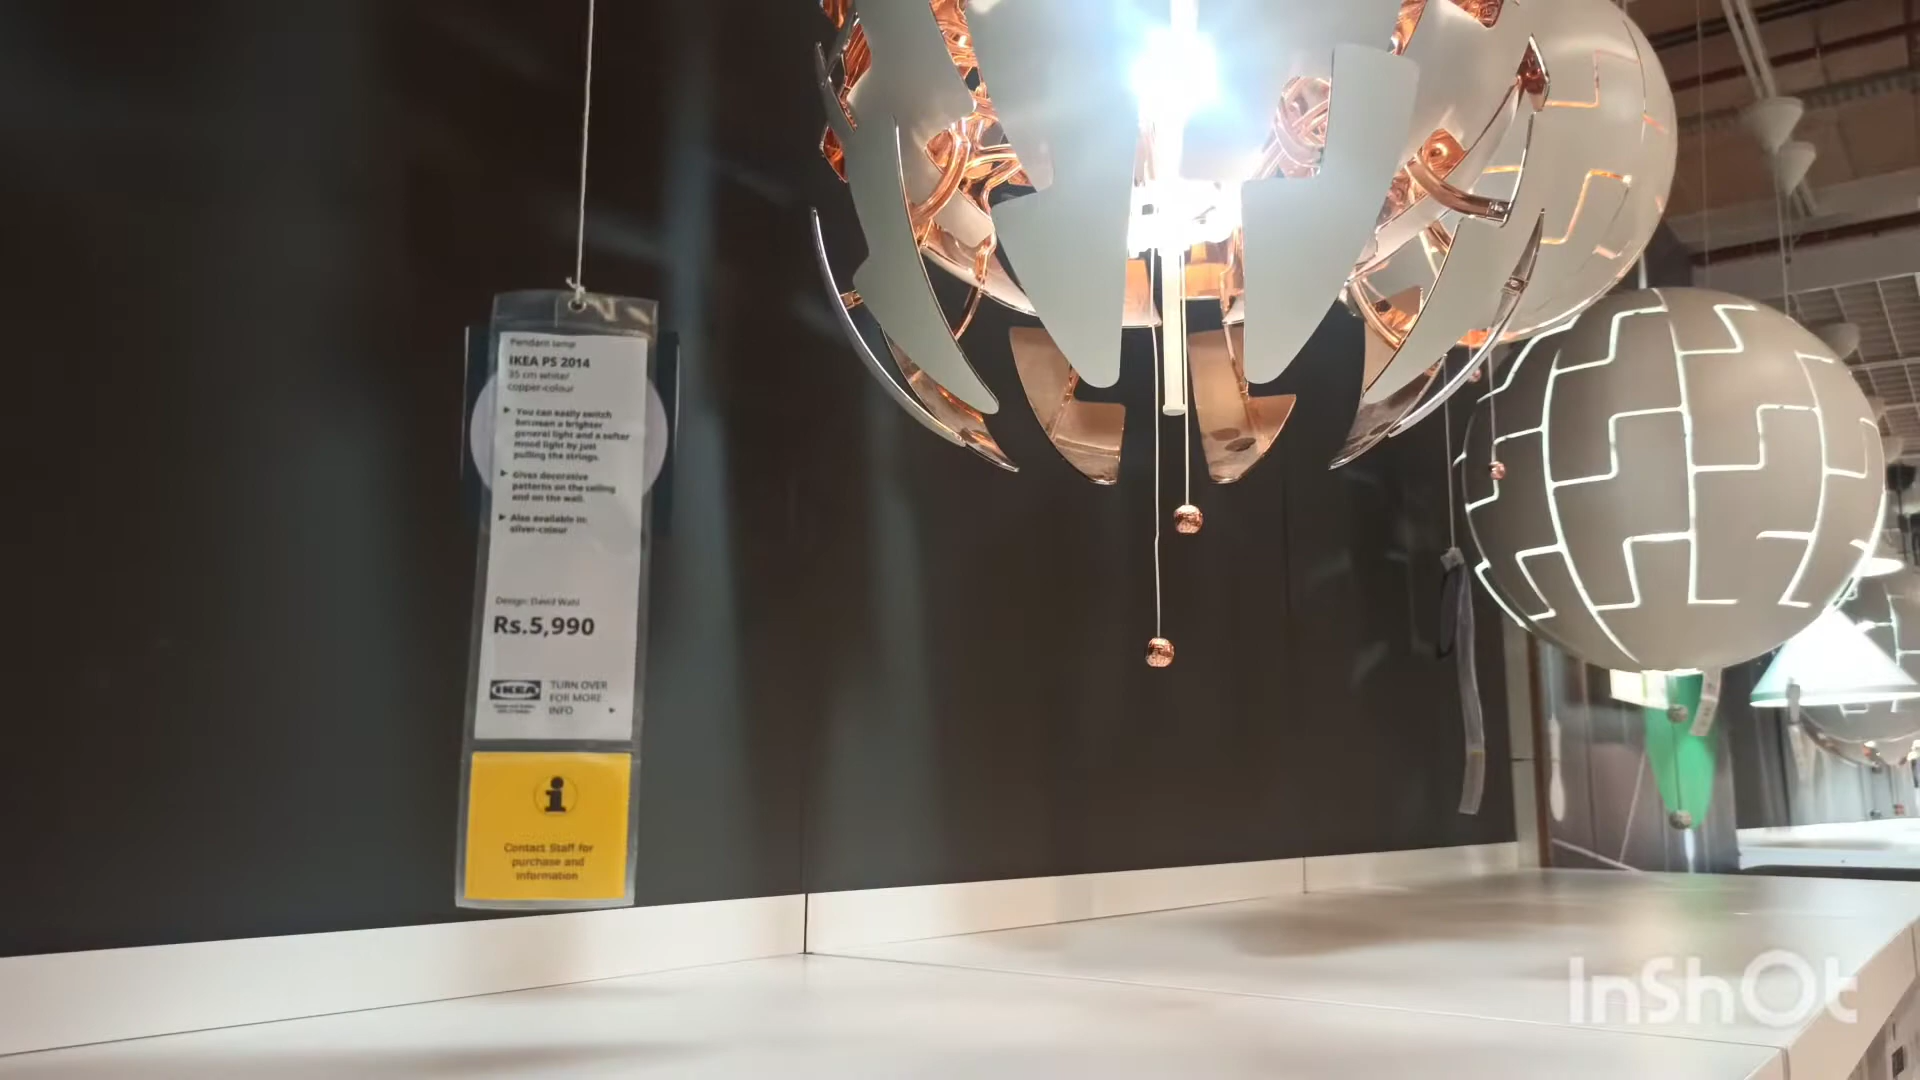 Pendant lamp
IKEA PS 2014
35 cm white/
copper-colour
▸ You can easily switch
between a brighter
general light and a softer
mood light by just
pulling the strings.
▸ Gives decorative
patterns on the ceiling
and on the wall.
▸ Also available in:
silver-colour
Design: David Wahl
Rs.5,990
IKEA
TURN OVER
FOR MORE
INFO ▸
i
Contact Staff for
purchase and
information
InShOt